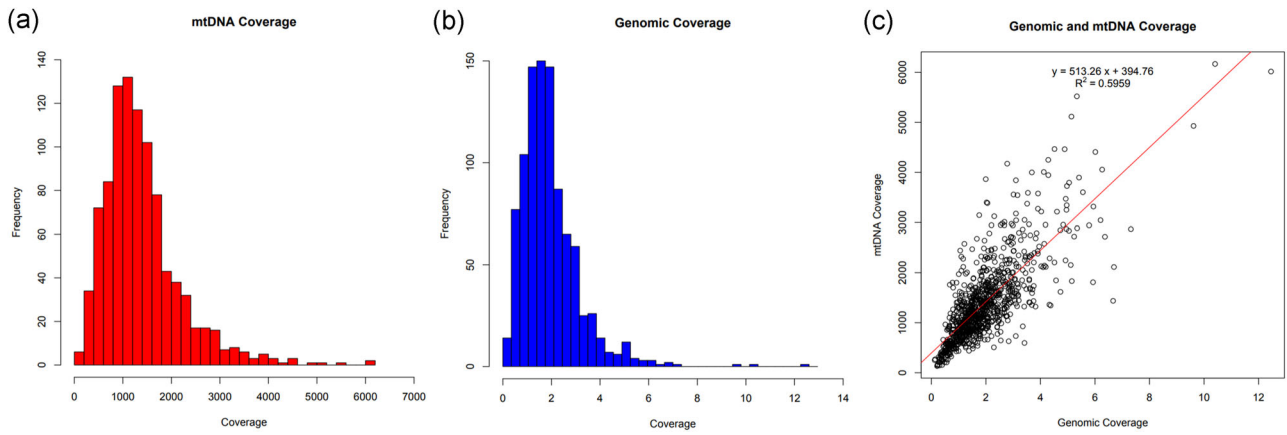 (a)
mtDNA Coverage
Frequency
0
20
40
60
80
100
120
140
0 1000 2000 3000 4000 5000 6000 7000
Coverage
(b)
Genomic Coverage
Frequency
0
50
100
150
0 2 4 6 8 10 12 14
Coverage
(c)
Genomic and mtDNA Coverage
y = 513.26 x + 394.76
R² = 0.5959
mtDNA Coverage
0
1000
2000
3000
4000
5000
6000
0 2 4 6 8 10 12
Genomic Coverage